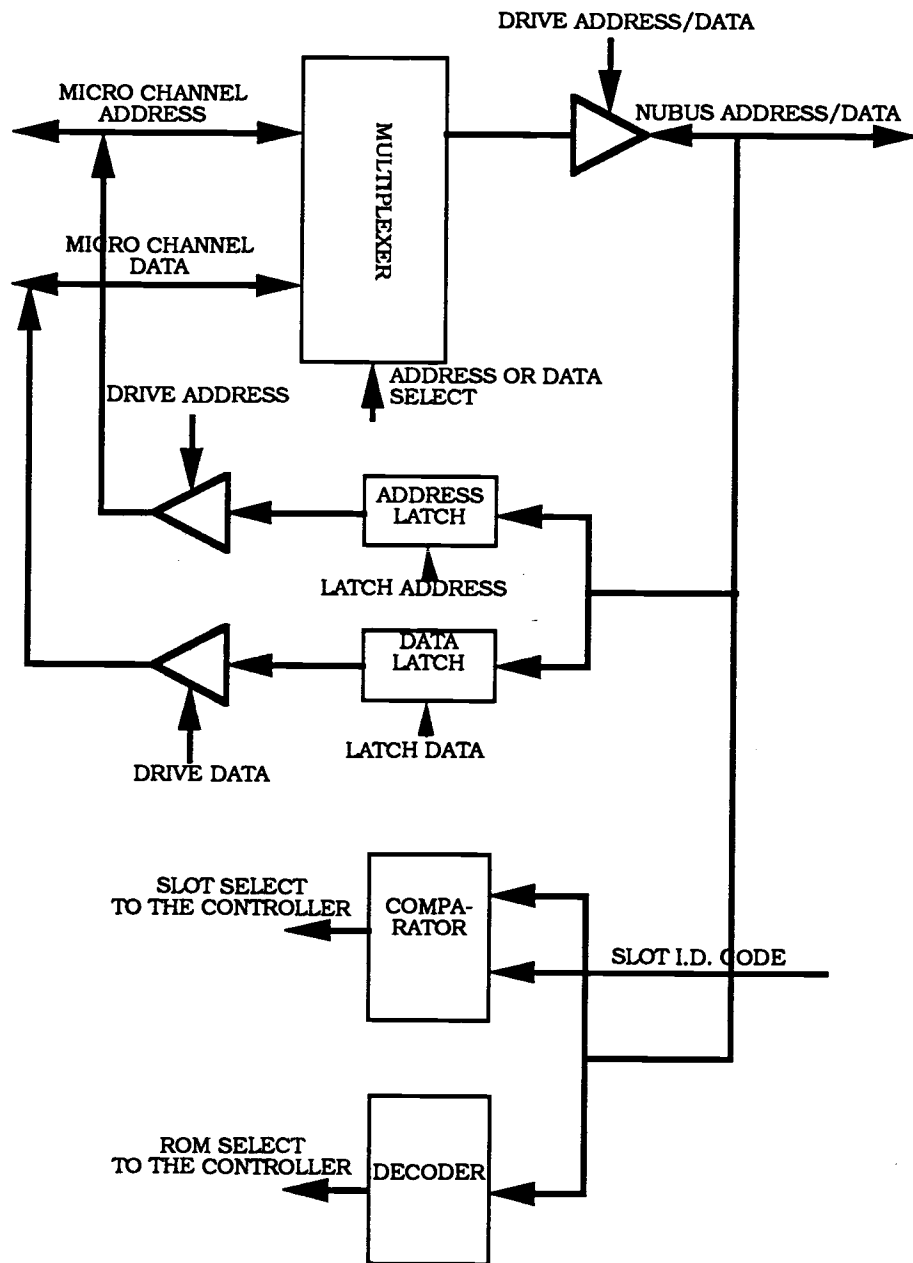 DRIVE ADDRESS/DATA
MICRO CHANNEL
ADDRESS
MULTIPLEXER
NUBUS ADDRESS/DATA
MICRO CHANNEL
DATA
ADDRESS OR DATA
SELECT
DRIVE ADDRESS
ADDRESS
LATCH
LATCH ADDRESS
DATA
LATCH
LATCH DATA
DRIVE DATA
SLOT SELECT
TO THE CONTROLLER
COMPA-
RATOR
SLOT I.D. CODE
ROM SELECT
TO THE CONTROLLER
DECODER